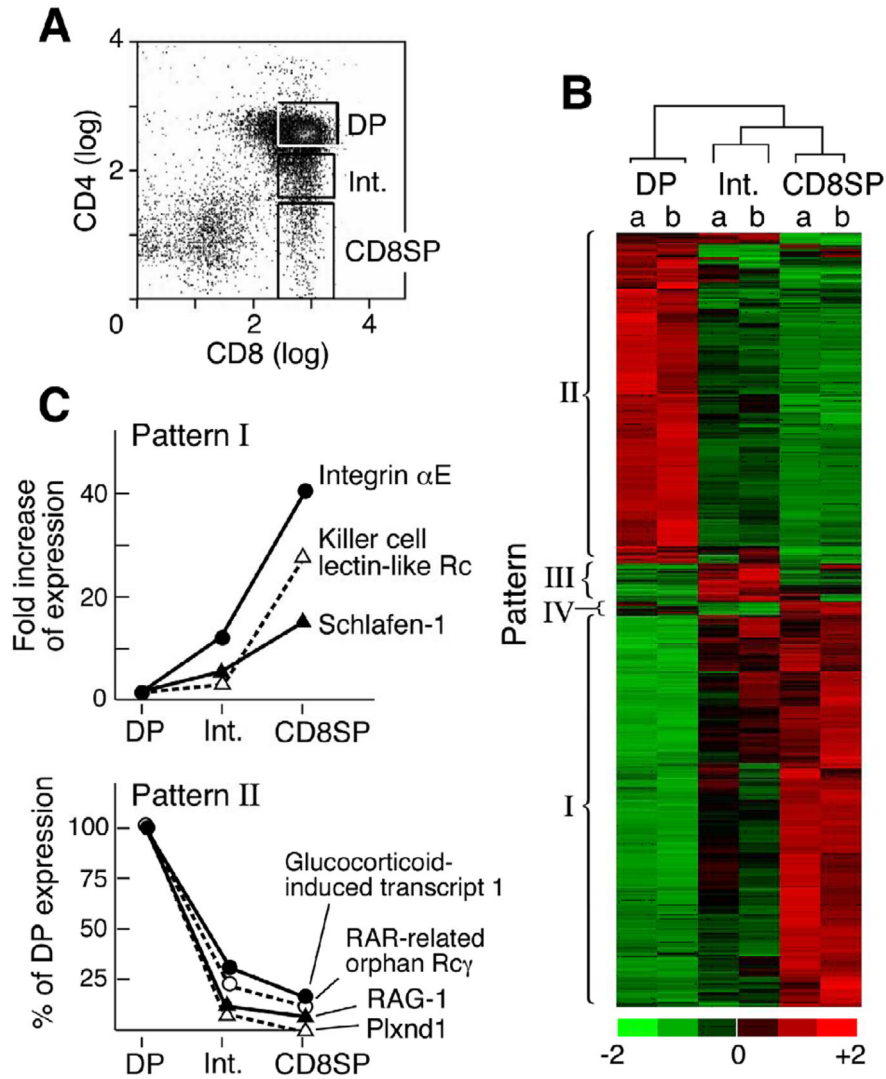 A
4
2
0
2
4
CD4 (log)
CD8 (log)
DP
Int.
CD8SP
B
DP
Int.
CD8SP
a b a b a b
Pattern
II
III
IV
I
-2 0 +2
C
Pattern I
Fold increase
of expression
40
20
0
DP Int. CD8SP
Integrin αE
Killer cell
lectin-like Rc
Schlafen-1
Pattern II
% of DP expression
100
75
50
25
DP Int. CD8SP
Glucocorticoid-
induced transcript 1
RAR-related
orphan Rcγ
RAG-1
Plxnd1